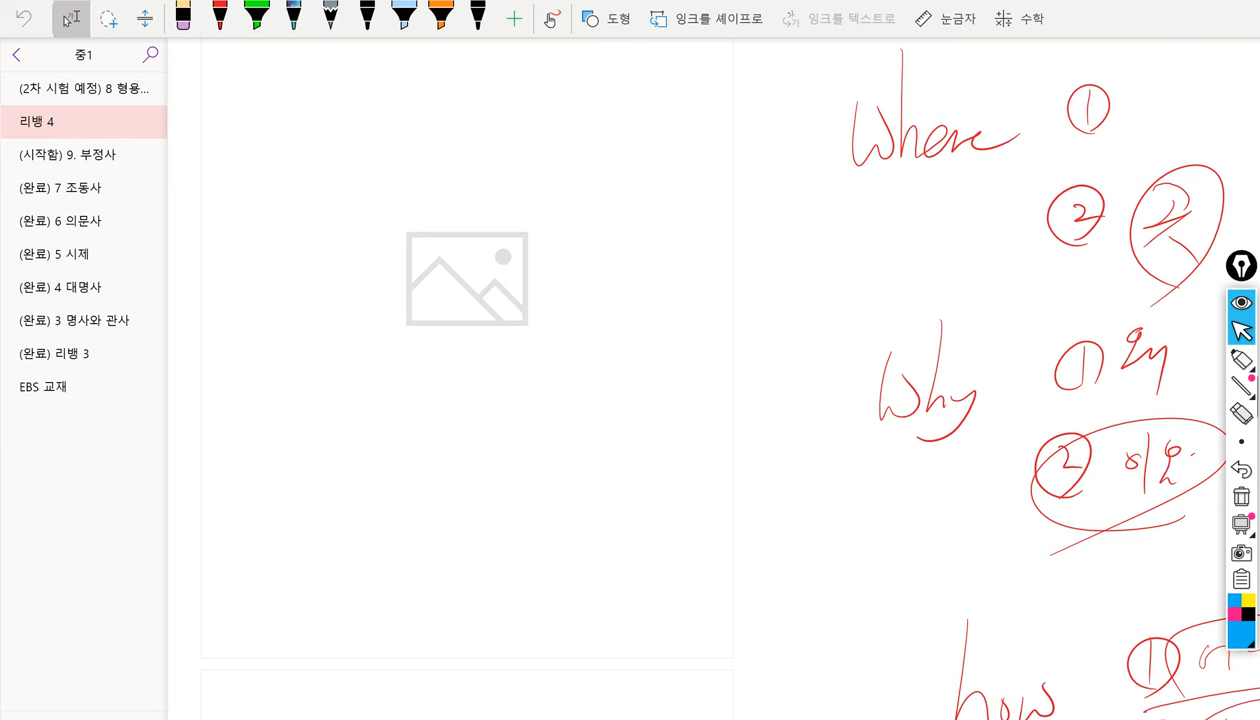 도형
잉크를 셰이프로
잉크를 텍스트로
눈금자
수학
중1
(2차 시험 예정) 8 형용...
리뱅 4
(시작함) 9. 부정사
(완료) 7 조동사
(완료) 6 의문사
(완료) 5 시제
(완료) 4 대명사
(완료) 3 명사와 관사
(완료) 리뱅 3
EBS 교재
Where ①
② 곳
Why ① 왜
② 이유
how ①